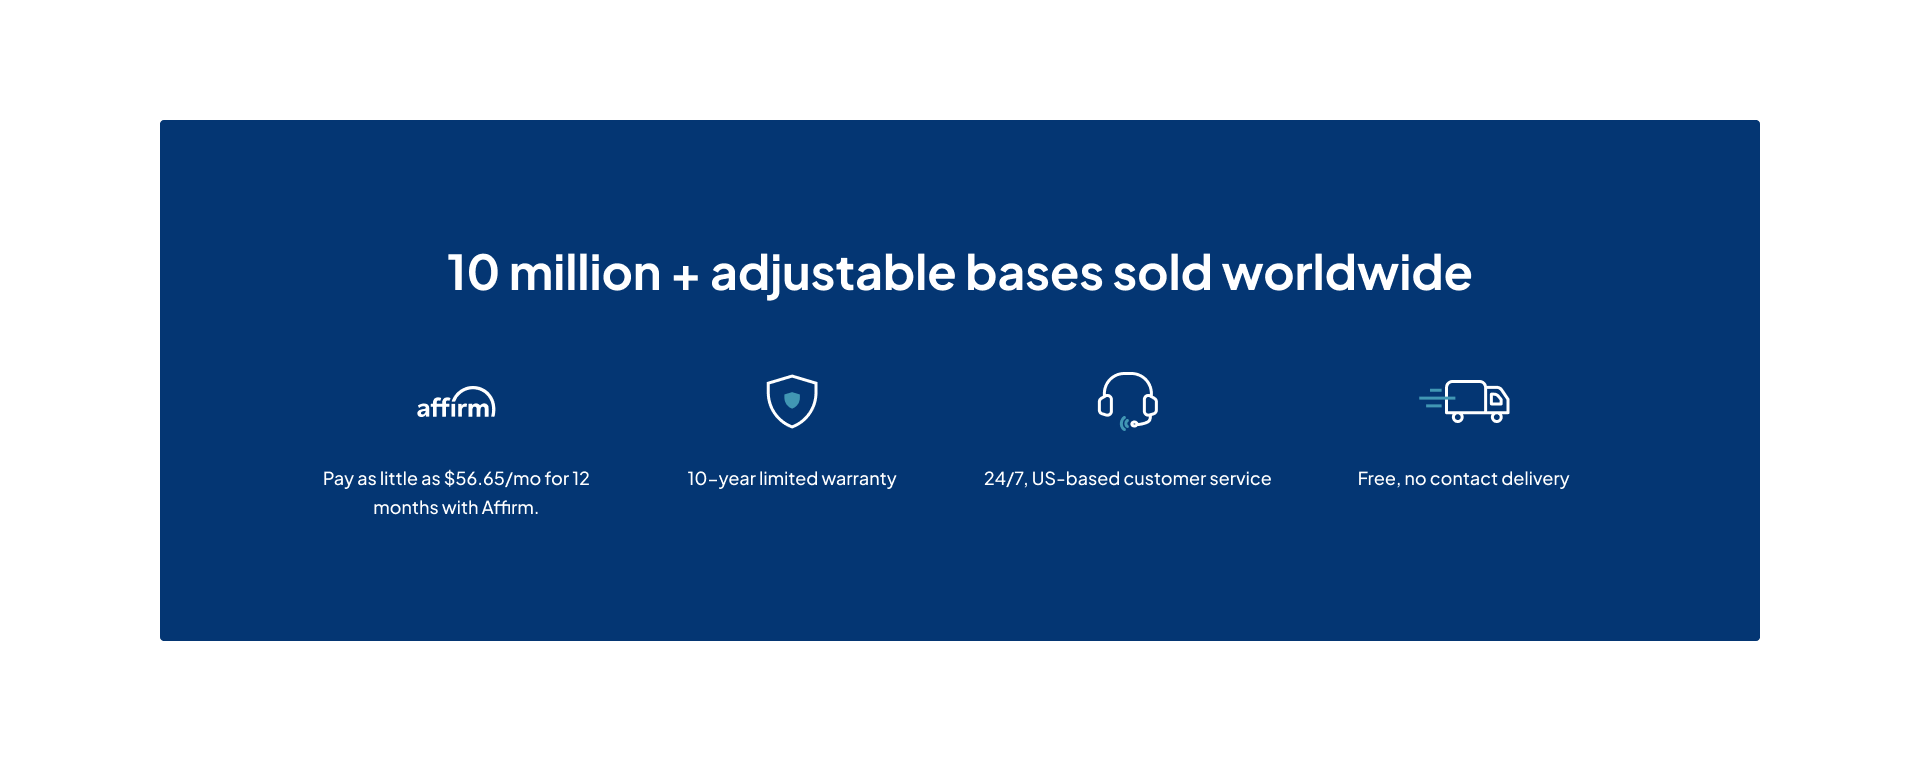 10 million + adjustable bases sold worldwide
affirm
Pay as little as $56.65/mo for 12
months with Affirm.
10-year limited warranty
24/7, US-based customer service
Free, no contact delivery